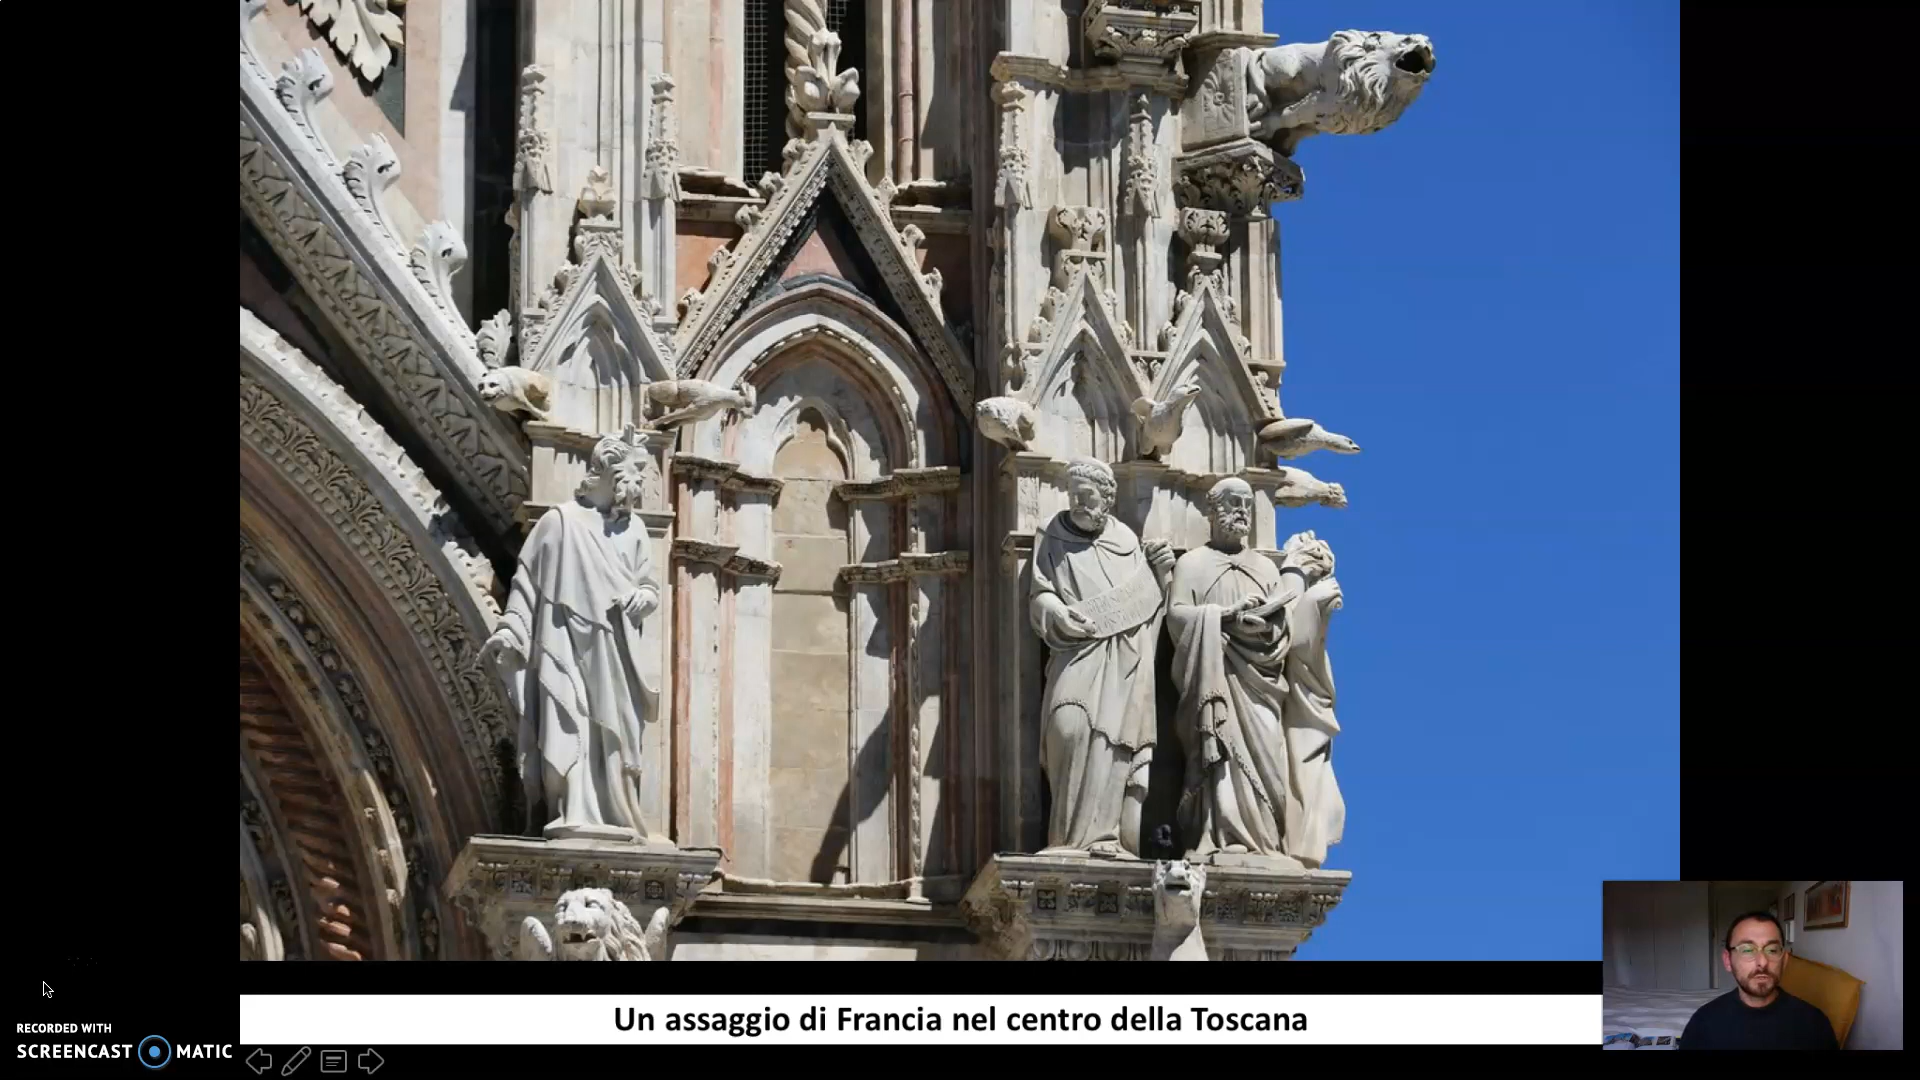 Un assaggio di Francia nel centro della Toscana
RECORDED WITH
SCREENCAST MATIC